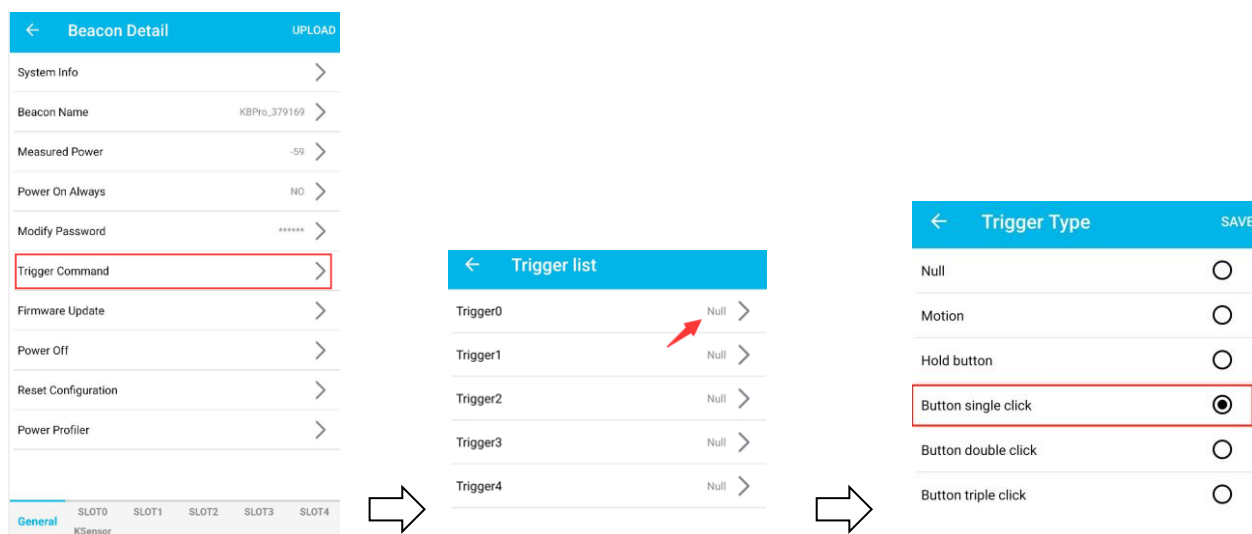 Beacon Detail UPLOAD
System Info
Beacon Name KBPro_379169
Measured Power -59
Power On Always NO
Modify Password ******
Trigger Command
Firmware Update
Power Off
Reset Configuration
Power Profiler
General SLOT0 SLOT1 SLOT2 SLOT3 SLOT4
KSensor
Trigger list
Trigger0 Null
Trigger1 Null
Trigger2 Null
Trigger3 Null
Trigger4 Null
Trigger Type SAVE
Null
Motion
Hold button
Button single click
Button double click
Button triple click